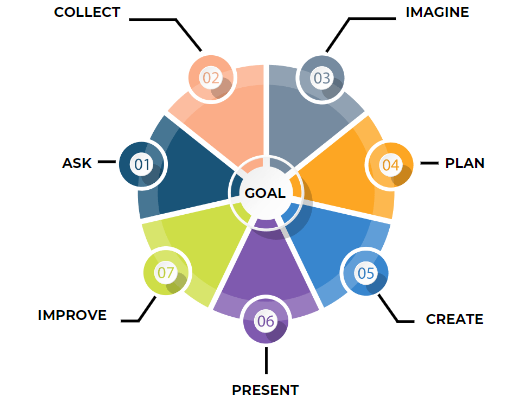 COLLECT
IMAGINE
02
03
ASK
01
04
PLAN
GOAL
07
05
IMPROVE
06
CREATE
PRESENT